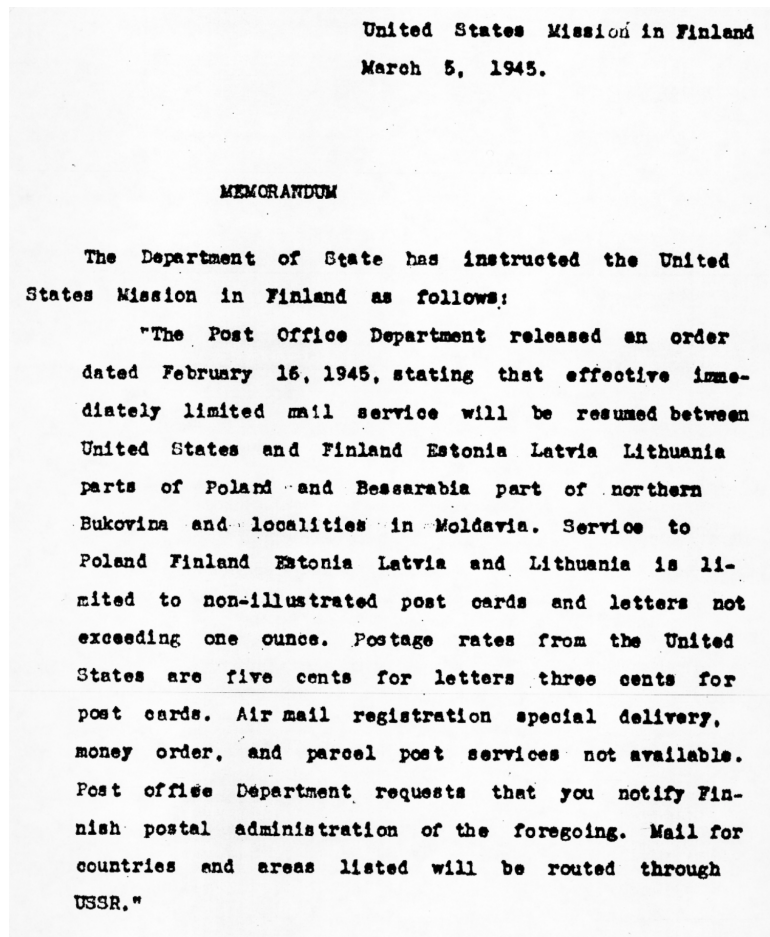 United States Mission in Finland
March 5, 1945.
MEMORANDUM
The Department of State has instructed the United
States Mission in Finland as follows:
"The Post Office Department released an order
dated February 16, 1945, stating that effective imme-
diately limited mail service will be resumed between
United States and Finland Estonia Latvia Lithuania
parts of Poland and Bessarabia part of northern
Bukovina and localities in Moldavia. Service to
Poland Finland Estonia Latvia and Lithuania is li-
mited to non-illustrated post cards and letters not
exceeding one ounce. Postage rates from the United
States are five cents for letters three cents for
post cards. Air mail registration special delivery,
money order, and parcel post services not available.
Post office Department requests that you notify Fin-
nish postal administration of the foregoing. Mail for
countries and areas listed will be routed through
USSR."